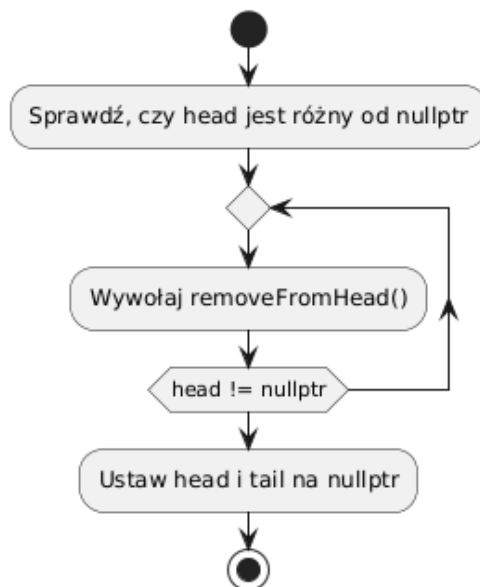 Sprawdź, czy head jest różny od nullptr
Wywołaj removeFromHead()
head != nullptr
Ustaw head i tail na nullptr